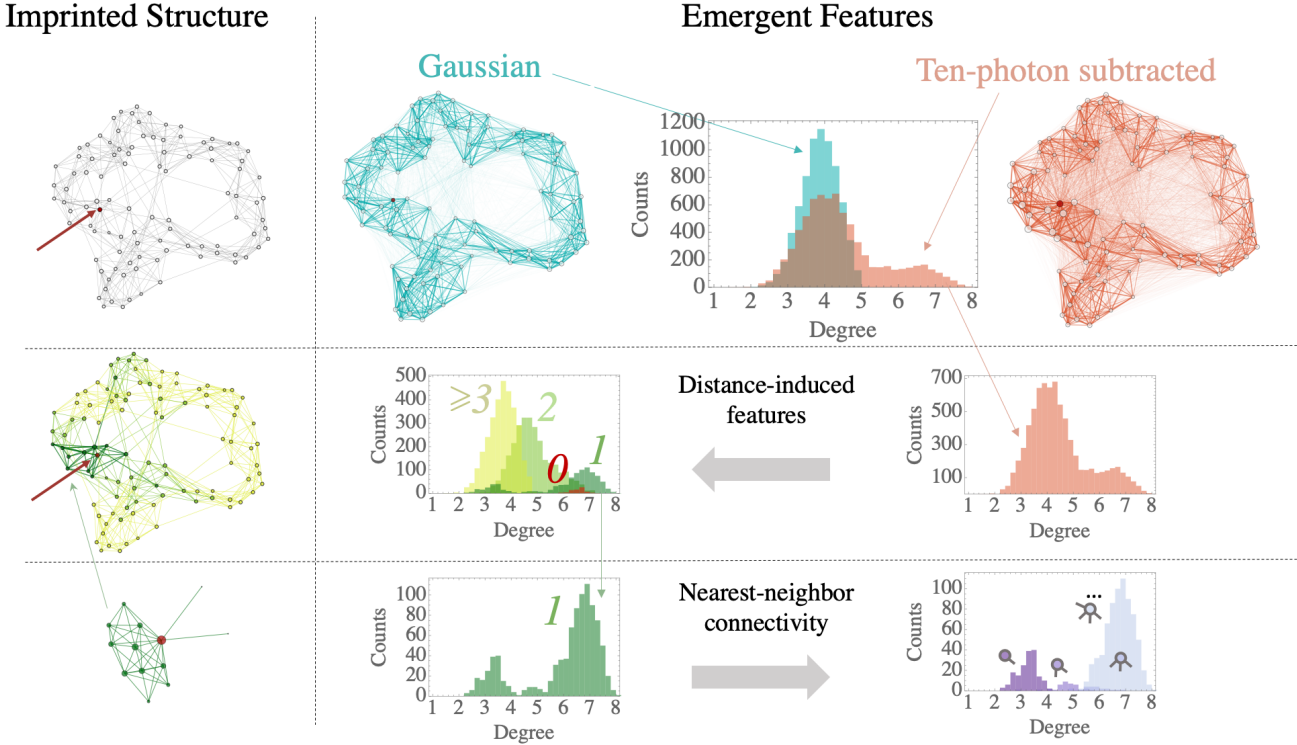 Imprinted Structure
Emergent Features
Gaussian
Ten-photon subtracted
1200
1000
800
600
400
200
0
Counts
1 2 3 4 5 6 7 8
Degree
500
400
300
200
100
0
Counts
⩾3
2
0
1
1 2 3 4 5 6 7 8
Degree
Distance-induced
features
700
500
300
100
Counts
1 2 3 4 5 6 7 8
Degree
100
80
60
40
20
0
Counts
1
1 2 3 4 5 6 7 8
Degree
Nearest-neighbor
connectivity
100
80
60
40
20
0
Counts
...
1 2 3 4 5 6 7 8
Degree